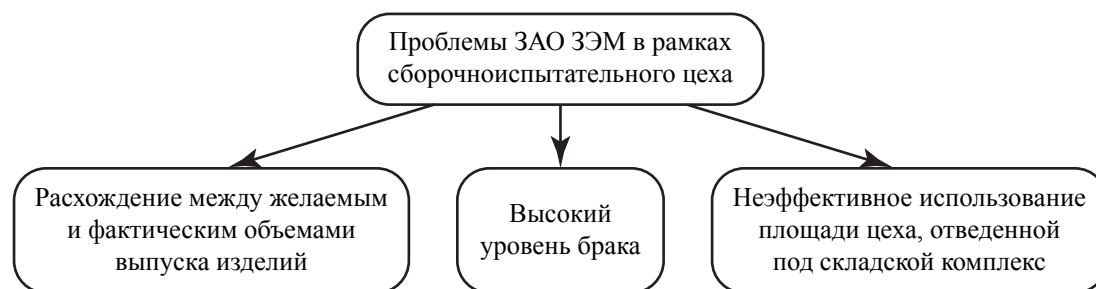 Проблемы ЗАО ЗЭМ в рамках
сборочноиспытательного цеха
Расхождение между желаемым
и фактическим объемами
выпуска изделий
Высокий
уровень брака
Неэффективное использование
площади цеха, отведенной
под складской комплекс